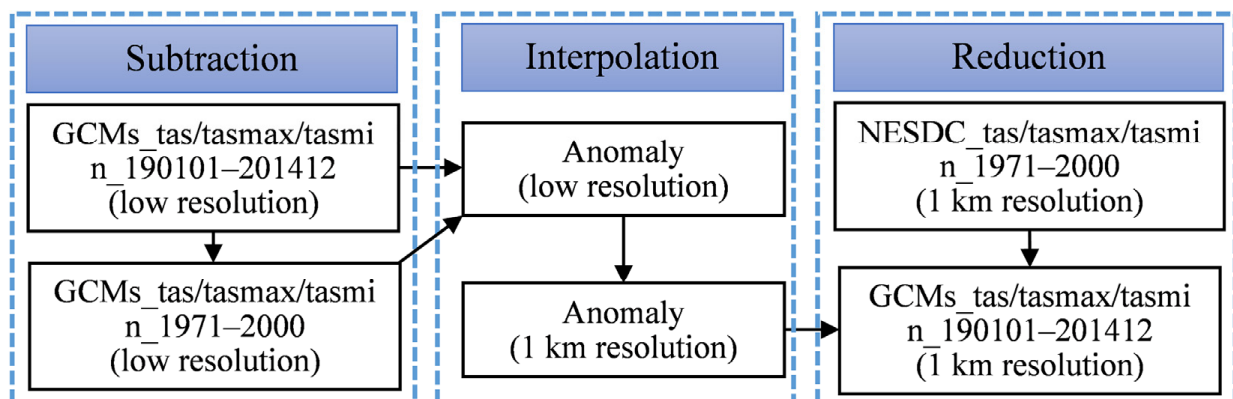 Subtraction
GCMs_tas/tasmax/tasmi
n_190101–201412
(low resolution)
GCMs_tas/tasmax/tasmi
n_1971–2000
(low resolution)
Interpolation
Anomaly
(low resolution)
Anomaly
(1 km resolution)
Reduction
NESDC_tas/tasmax/tasmi
n_1971–2000
(1 km resolution)
GCMs_tas/tasmax/tasmi
n_190101–201412
(1 km resolution)